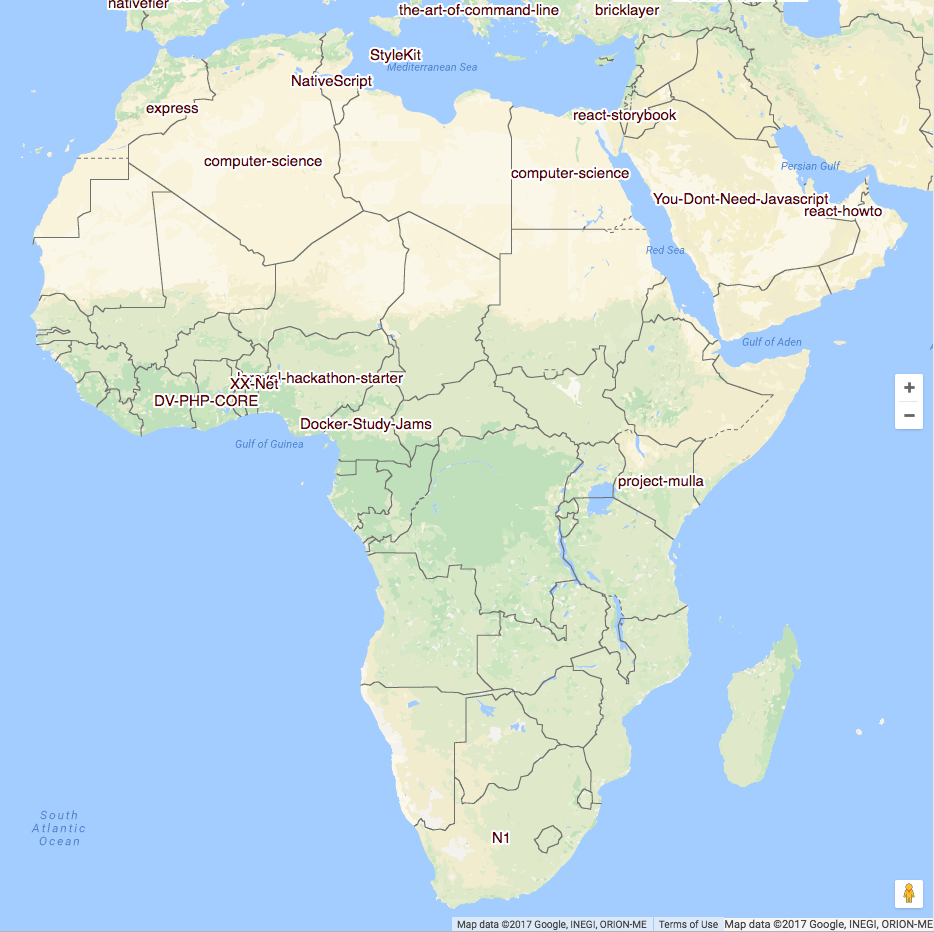 nativefier
the-art-of-command-line
bricklayer
StyleKit
Mediterranean Sea
NativeScript
express
react-storybook
computer-science
computer-science
Persian Gulf
You-Dont-Need-Javascript
react-howto
Red Sea
Gulf of Aden
XX-Net
l-hackathon-starter
DV-PHP-CORE
Docker-Study-Jams
Gulf of Guinea
project-mulla
+
−
South
Atlantic
Ocean
N1
Map data ©2017 Google, INEGI, ORION-ME
Terms of Use
Map data ©2017 Google, INEGI, ORION-ME